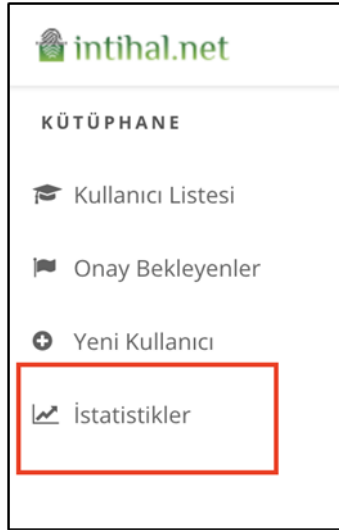 intihal.net
KÜTÜPHANE
Kullanıcı Listesi
Onay Bekleyenler
Yeni Kullanıcı
İstatistikler